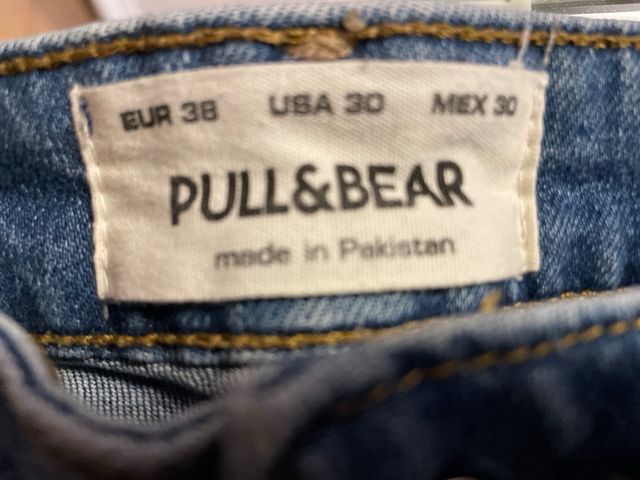 EUR 38 USA 30 MEX 30
PULL&BEAR
made in Pakistan